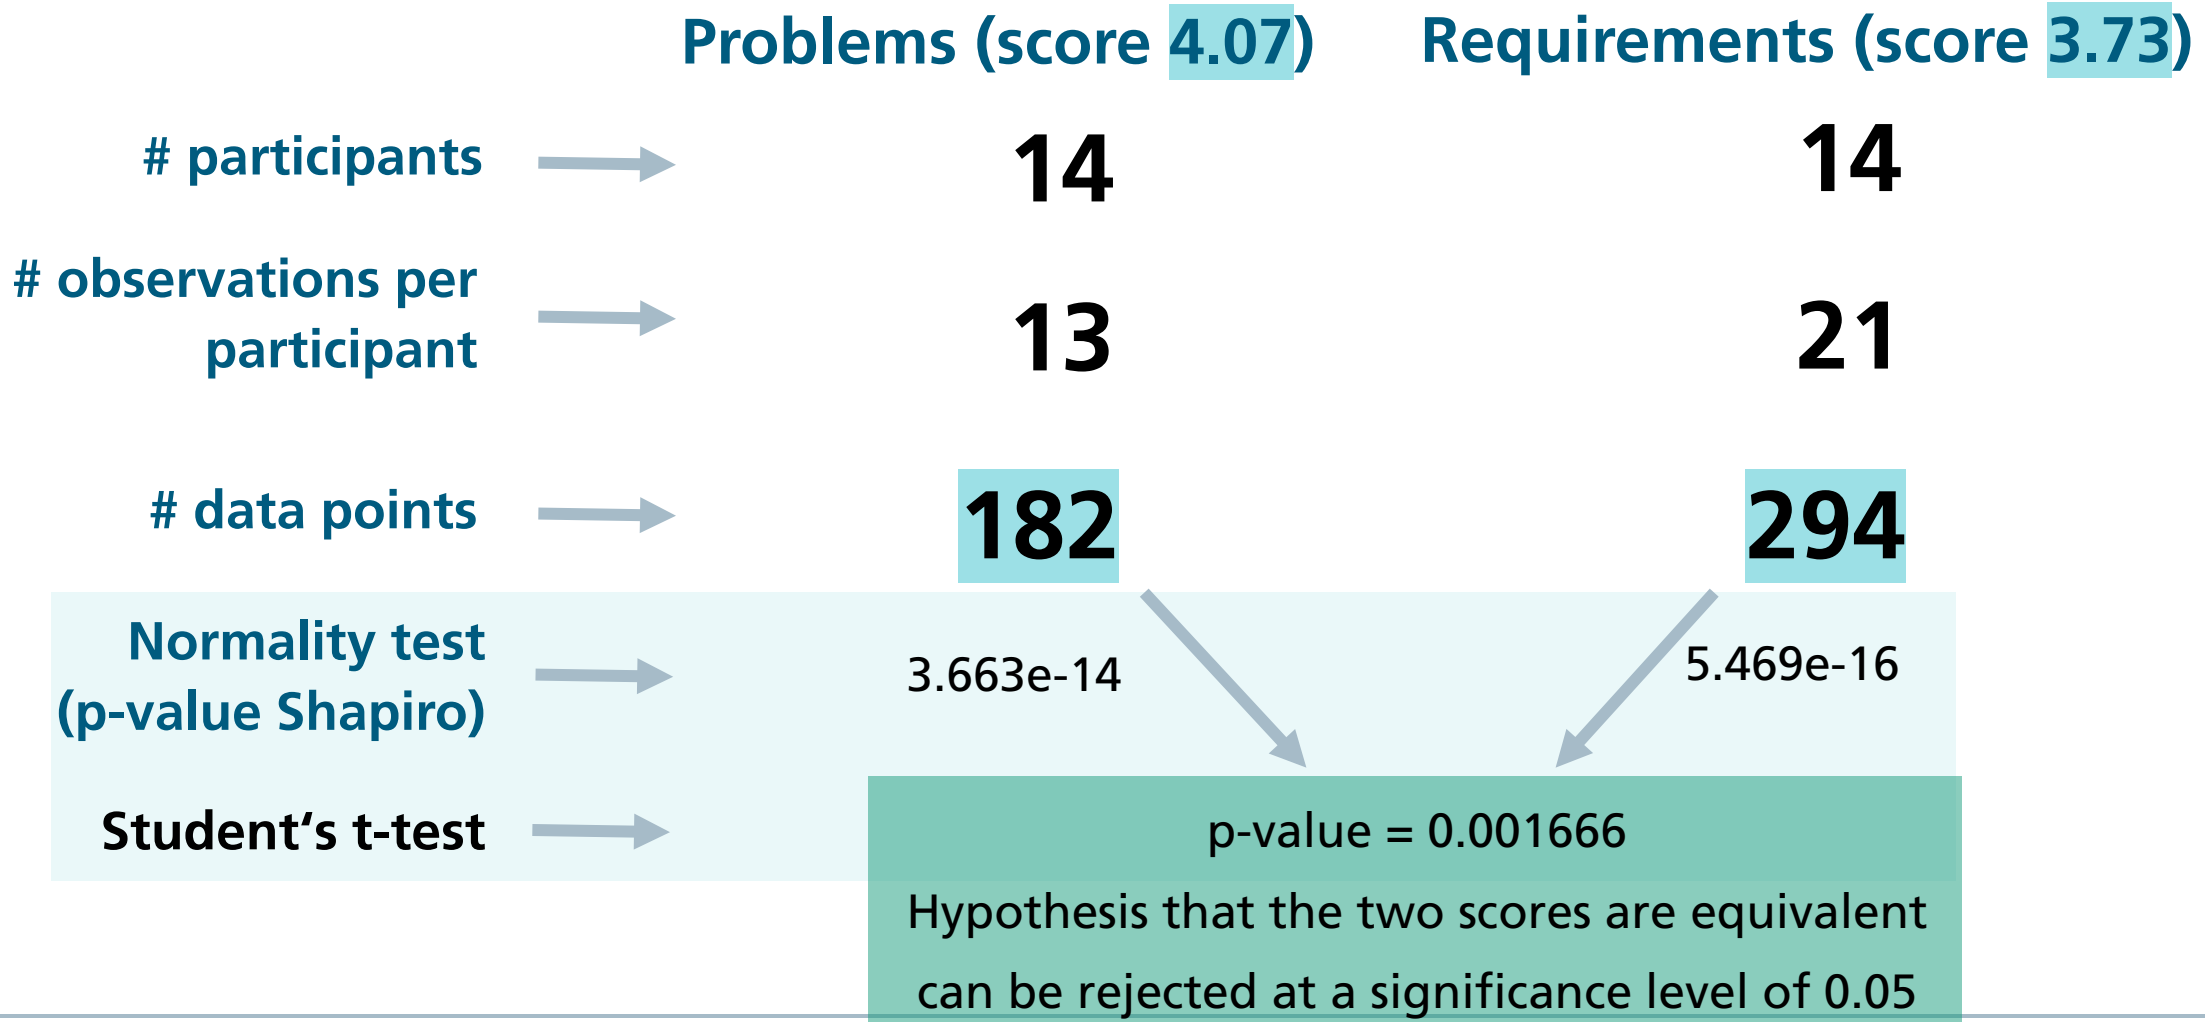 Problems (score 4.07) Requirements (score 3.73)
# participants 14 14
# observations per
participant 13 21
# data points 182 294
Normality test
(p-value Shapiro) 3.663e-14 5.469e-16
Student‘s t-test p-value = 0.001666
Hypothesis that the two scores are equivalent
can be rejected at a significance level of 0.05